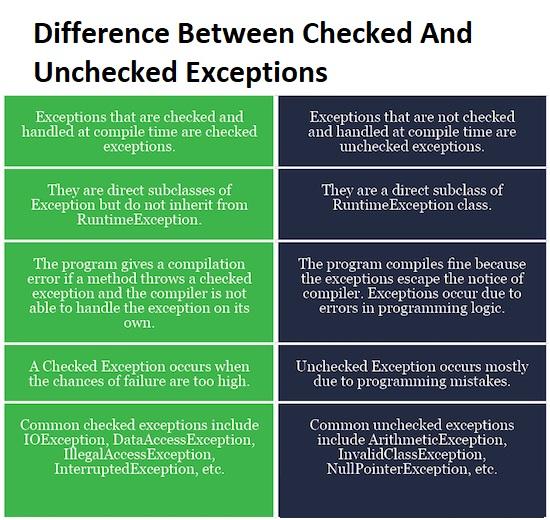 Difference Between Checked And
Unchecked Exceptions
Exceptions that are checked and
handled at compile time are checked
exceptions.
Exceptions that are not checked
and handled at compile time are
unchecked exceptions.
They are direct subclasses of
Exception but do not inherit from
RuntimeException.
They are a direct subclass of
RuntimeException class.
The program gives a compilation
error if a method throws a checked
exception and the compiler is not
able to handle the exception on its
own.
The program compiles fine because
the exceptions escape the notice of
compiler. Exceptions occur due to
errors in programming logic.
A Checked Exception occurs when
the chances of failure are too high.
Unchecked Exception occurs mostly
due to programming mistakes.
Common checked exceptions include
IOException, DataAccessException,
IllegalAccessException,
InterruptedException, etc.
Common unchecked exceptions
include ArithmeticException,
InvalidClassException,
NullPointerException, etc.